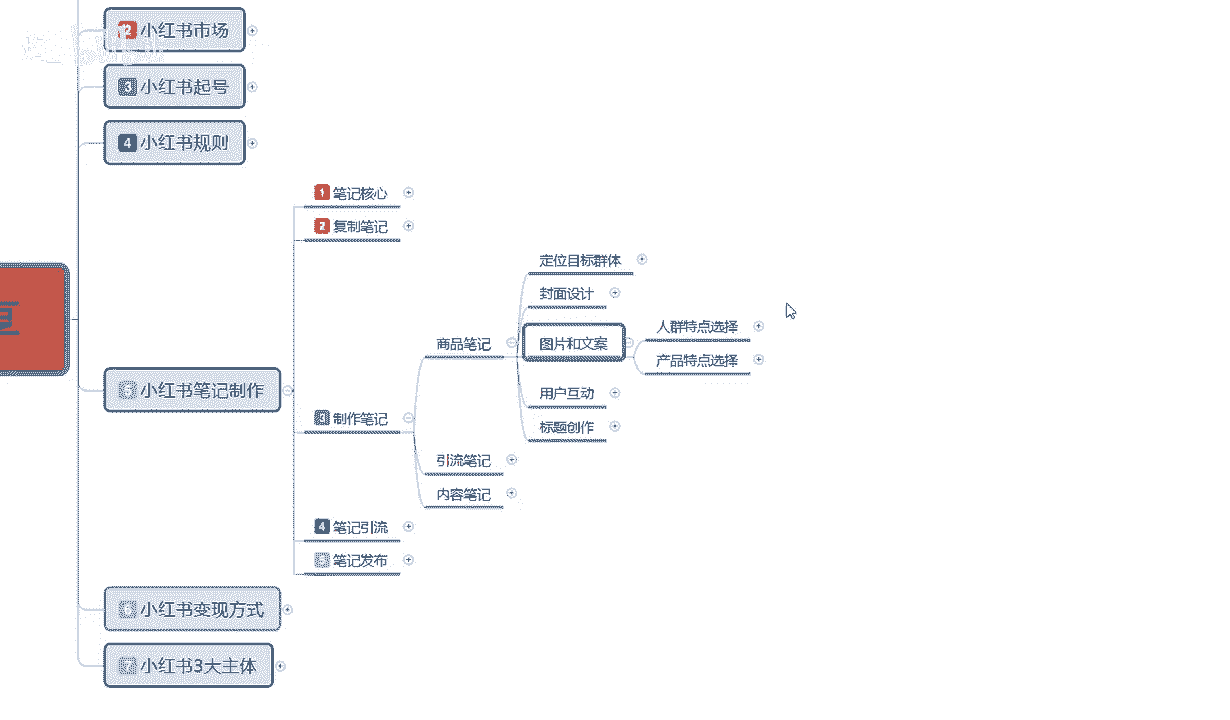 2 小红书市场
3 小红书起号
4 小红书规则
1 笔记核心
2 复制笔记
定位目标群体
封面设计
人群特点选择
商品笔记
图片和文案
产品特点选择
小红书笔记制作
用户互动
3 制作笔记
标题创作
引流笔记
内容笔记
4 笔记引流
5 笔记发布
6 小红书变现方式
7 小红书3大主体